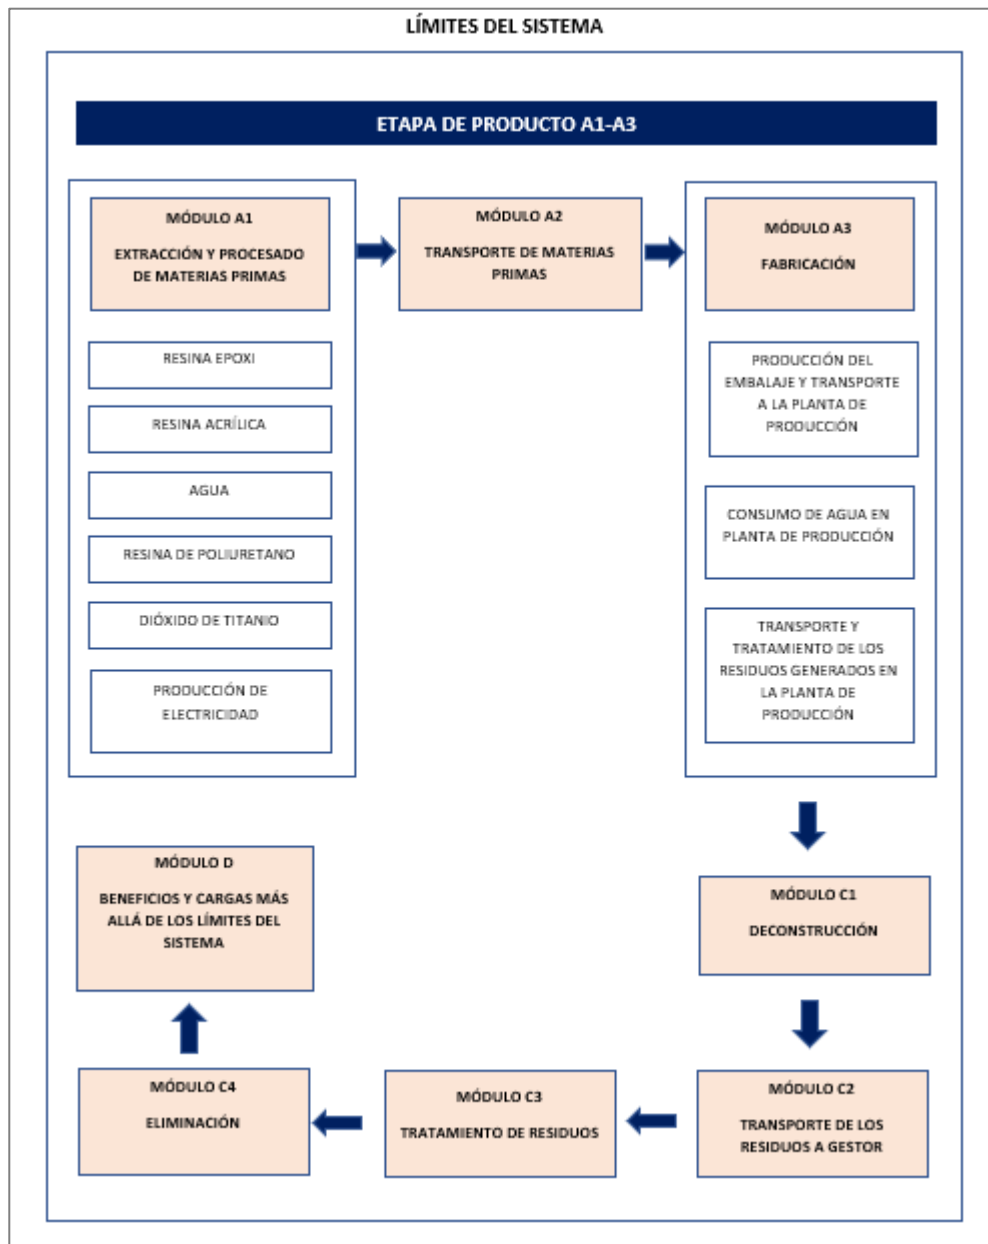 LÍMITES DEL SISTEMA
ETAPA DE PRODUCTO A1-A3
MÓDULO A1
EXTRACCIÓN Y PROCESADO
DE MATERIAS PRIMAS
RESINA EPOXI
RESINA ACRÍLICA
AGUA
RESINA DE POLIURETANO
DIÓXIDO DE TITANIO
PRODUCCIÓN DE
ELECTRICIDAD
MÓDULO A2
TRANSPORTE DE MATERIAS
PRIMAS
MÓDULO A3
FABRICACIÓN
PRODUCCIÓN DEL
EMBALAJE Y TRANSPORTE
A LA PLANTA DE
PRODUCCIÓN
CONSUMO DE AGUA EN
PLANTA DE PRODUCCIÓN
TRANSPORTE Y
TRATAMIENTO DE LOS
RESIDUOS GENERADOS EN
LA PLANTA DE
PRODUCCIÓN
MÓDULO C1
DECONSTRUCCIÓN
MÓDULO C2
TRANSPORTE DE LOS
RESIDUOS A GESTOR
MÓDULO C3
TRATAMIENTO DE RESIDUOS
MÓDULO C4
ELIMINACIÓN
MÓDULO D
BENEFICIOS Y CARGAS MÁS
ALLÁ DE LOS LÍMITES DEL
SISTEMA